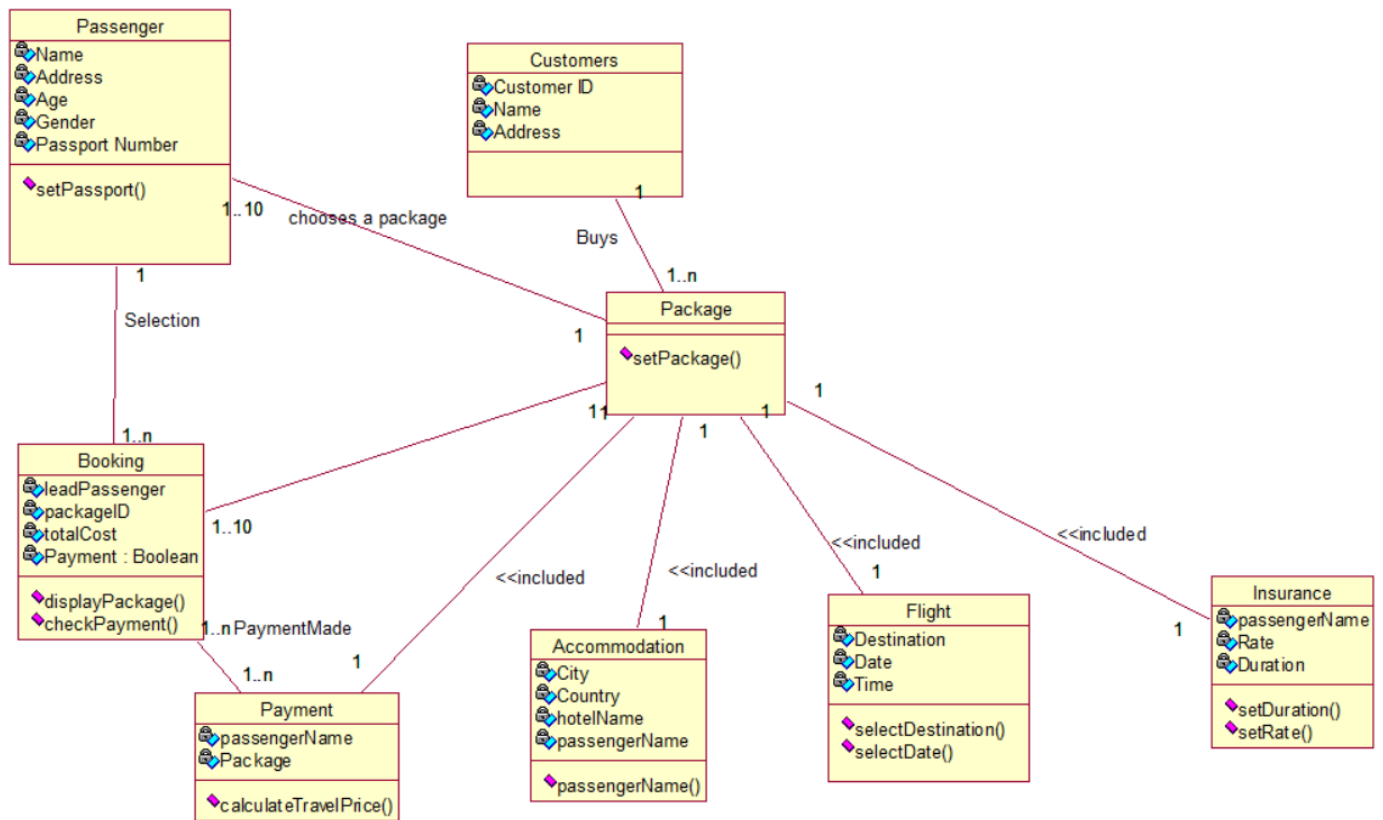 Passenger
Name
Address
Age
Gender
Passport Number
setPassport()
Customers
Customer ID
Name
Address
1
1..10
chooses a package
Buys
1..n
1
Selection
Package
setPackage()
1
1
11
1
1
1..n
Booking
leadPassenger
packageID
totalCost
Payment : Boolean
displayPackage()
checkPayment()
1..10
<<included
<<included
<<included
<<included
1
1
1
1
1..n PaymentMade
1..n
Payment
passengerName
Package
calculateTravelPrice()
Accommodation
City
Country
hotelName
passengerName
passengerName()
Flight
Destination
Date
Time
selectDestination()
selectDate()
Insurance
passengerName
Rate
Duration
setDuration()
setRate()